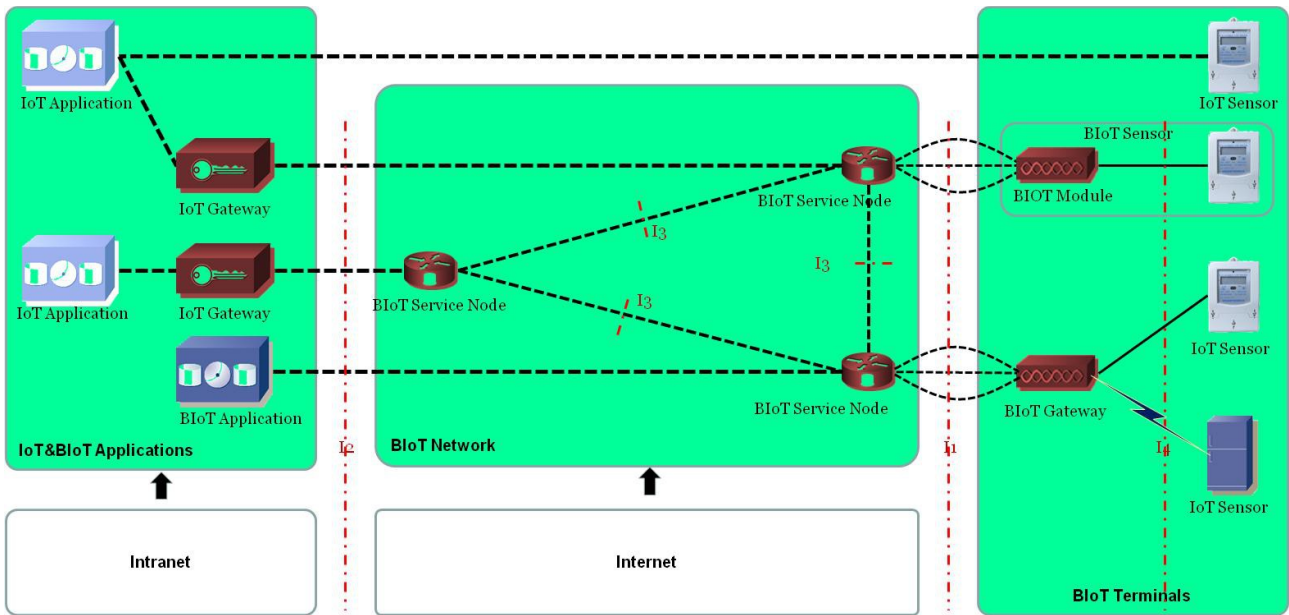 IoT Application
IoT Sensor
BIoT Sensor
BIOT Module
IoT Gateway
BIoT Service Node
I3
I3
IoT Application
IoT Gateway
BIoT Service Node
I3
IoT Sensor
BIoT Application
BIoT Service Node
BIoT Gateway
IoT&BIoT Applications
I2
BIoT Network
I1
I4
IoT Sensor
Intranet
Internet
BIoT Terminals